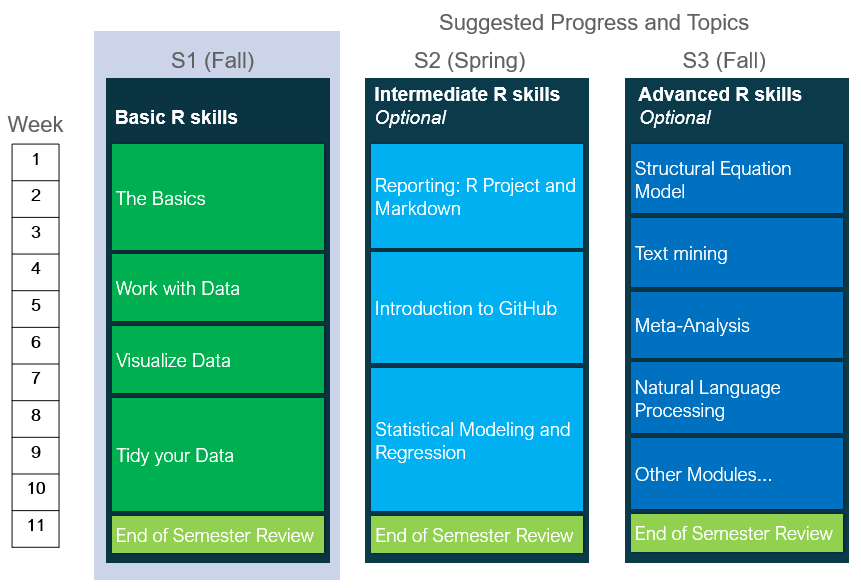 Suggested Progress and Topics
S1 (Fall)
S2 (Spring)
S3 (Fall)
Week
1
2
3
4
5
6
7
8
9
10
11
Basic R skills
The Basics
Work with Data
Visualize Data
Tidy your Data
End of Semester Review
Intermediate R skills
Optional
Reporting: R Project and
Markdown
Introduction to GitHub
Statistical Modeling and
Regression
End of Semester Review
Advanced R skills
Optional
Structural Equation
Model
Text mining
Meta-Analysis
Natural Language
Processing
Other Modules...
End of Semester Review